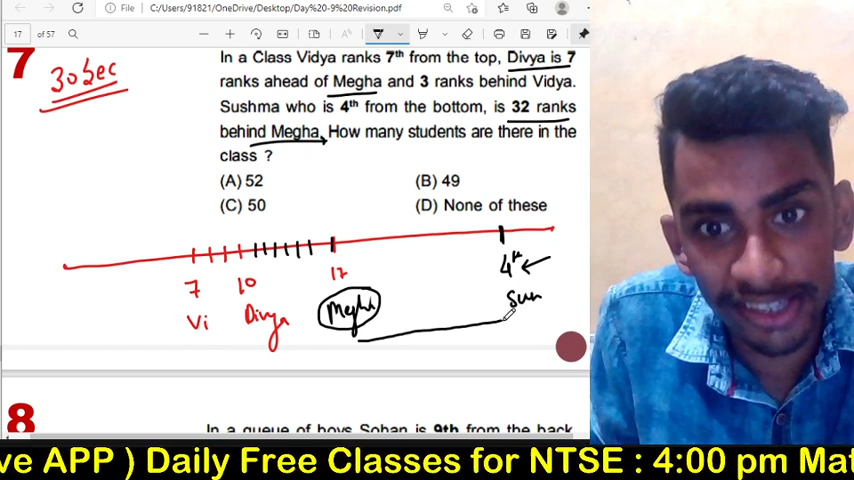 C:/Users/91821/OneDrive/Desktop/Day%20-9%20Revision.pdf
17 of 57
7
30 Sec
In a Class Vidya ranks 7th from the top, Divya is 7
ranks ahead of Megha and 3 ranks behind Vidya.
Sushma who is 4th from the bottom, is 32 ranks
behind Megha. How many students are there in the
class ?
(A) 52 (B) 49
(C) 50 (D) None of these
7 10 17 4th
Vi Divya Megha Sun
8
In a queue of boys Sohan is 9th from the back
ve APP ) Daily Free Classes for NTSE : 4:00 pm Mat